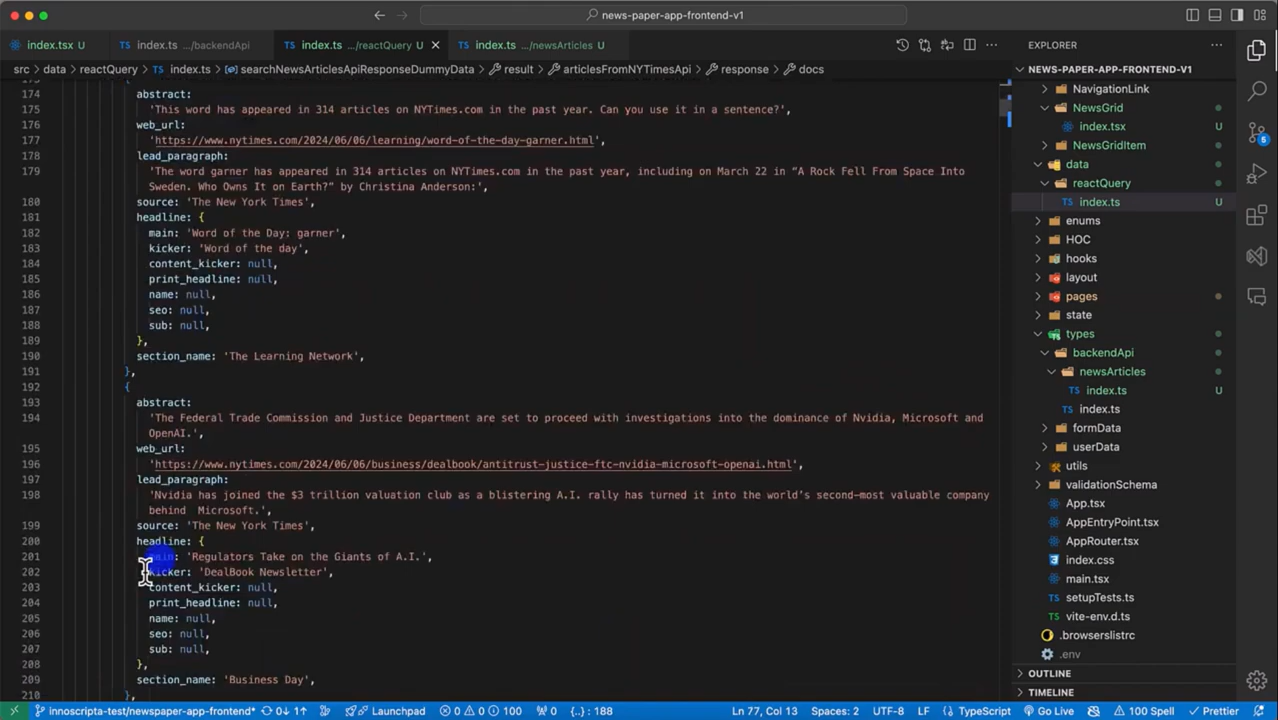 news-paper-app-frontend-v1
index.tsx U
index.ts .../backendApi
index.ts .../reactQuery U
index.ts .../newsArticles U
EXPLORER
src > data > reactQuery > TS index.ts > searchNewsArticlesApiResponseDummyData > result > articlesFromNYTimesApi > response > docs
174 abstract:
175 'This word has appeared in 314 articles on NYTimes.com in the past year. Can you use it in a sentence?',
176 web_url:
177 'https://www.nytimes.com/2024/06/06/learning/word-of-the-day-garner.html',
178 lead_paragraph:
179 'The word garner has appeared in 314 articles on NYTimes.com in the past year, including on March 22 in “A Rock Fell From Space Into
Sweden. Who Owns It on Earth?” by Christina Anderson:',
180 source: 'The New York Times',
181 headline: {
182 main: 'Word of the Day: garner',
183 kicker: 'Word of the day',
184 content_kicker: null,
185 print_headline: null,
186 name: null,
187 seo: null,
188 sub: null,
189 },
190 section_name: 'The Learning Network',
191 },
192 {
193 abstract:
194 'The Federal Trade Commission and Justice Department are set to proceed with investigations into the dominance of Nvidia, Microsoft and
OpenAI.',
195 web_url:
196 'https://www.nytimes.com/2024/06/06/business/dealbook/antitrust-justice-ftc-nvidia-microsoft-openai.html',
197 lead_paragraph:
198 'Nvidia has joined the $3 trillion valuation club as a blistering A.I. rally has turned it into the world’s second-most valuable company
behind  Microsoft.',
199 source: 'The New York Times',
200 headline: {
201 main: 'Regulators Take on the Giants of A.I.',
202 kicker: 'DealBook Newsletter',
203 content_kicker: null,
204 print_headline: null,
205 name: null,
206 seo: null,
207 sub: null,
208 },
209 section_name: 'Business Day',
210 },
NEWS-PAPER-APP-FRONTEND-V1
NavigationLink
NewsGrid
index.tsx U
NewsGridItem
data
reactQuery
TS index.ts U
enums
HOC
hooks
layout
pages
state
types
backendApi
newsArticles
TS index.ts U
TS index.ts
formData
userData
utils
validationSchema
App.tsx
AppEntryPoint.tsx
AppRouter.tsx
index.css
main.tsx
setupTests.ts
vite-env.d.ts
.browserslistrc
.env
OUTLINE
TIMELINE
5
innoscripta-test/newspaper-app-frontend* 0↓ 1↑ Launchpad 0 0 100 0 {..} : 188 Ln 77, Col 13 Spaces: 2 UTF-8 LF TypeScript Go Live 100 Spell Prettier